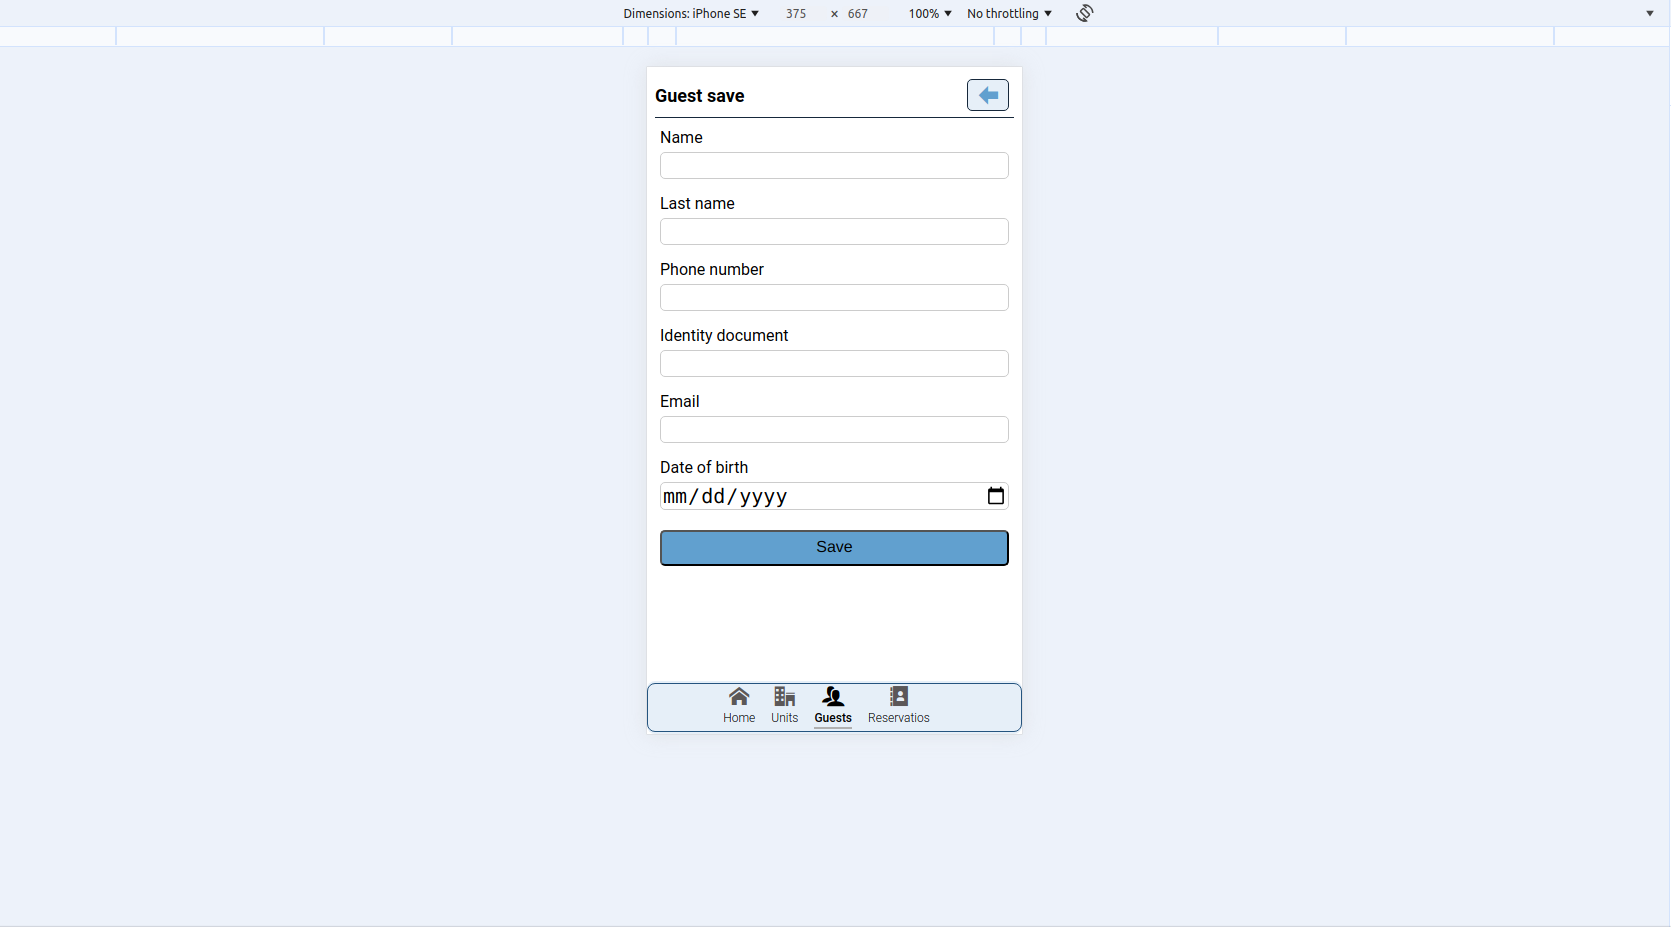 Dimensions: iPhone SE 375 × 667 100% No throttling
Guest save
Name
Last name
Phone number
Identity document
Email
Date of birth
mm/dd/yyyy
Save
Home Units Guests Reservatios